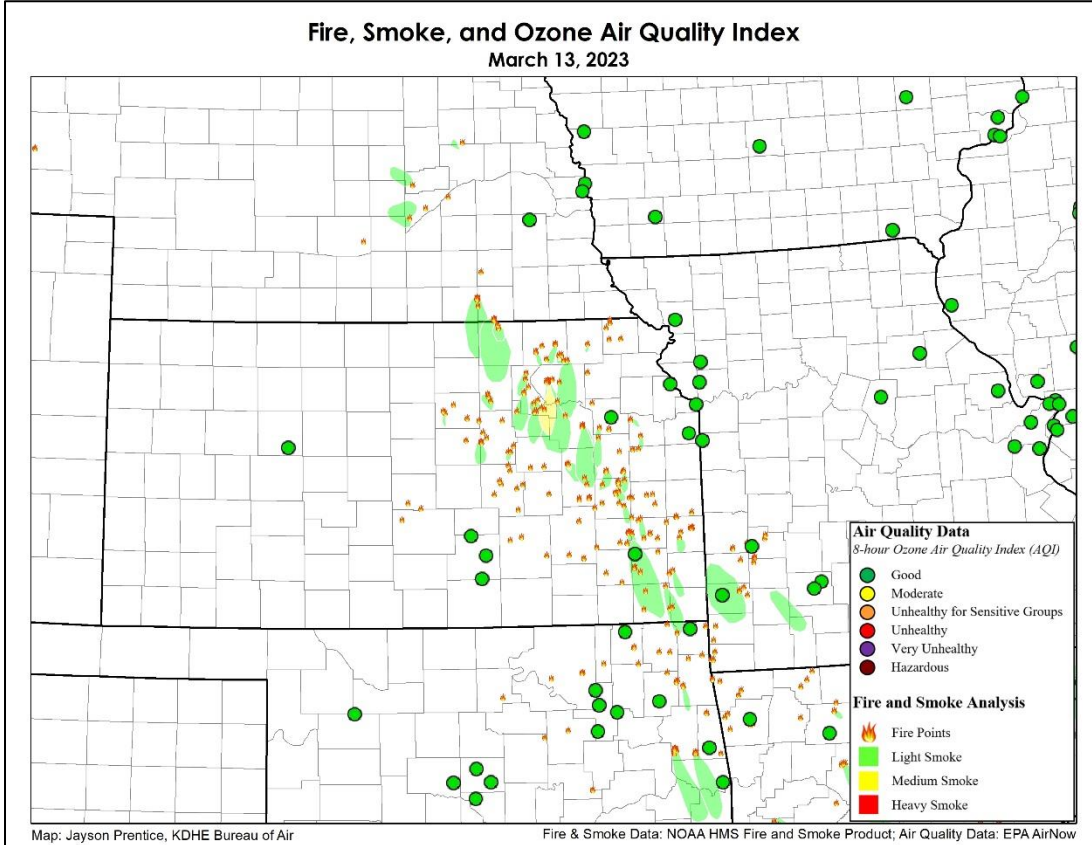 Fire, Smoke, and Ozone Air Quality Index
March 13, 2023
Air Quality Data
8-hour Ozone Air Quality Index (AQI)
Good
Moderate
Unhealthy for Sensitive Groups
Unhealthy
Very Unhealthy
Hazardous
Fire and Smoke Analysis
Fire Points
Light Smoke
Medium Smoke
Heavy Smoke
Map: Jayson Prentice, KDHE Bureau of Air
Fire & Smoke Data: NOAA HMS Fire and Smoke Product; Air Quality Data: EPA AirNow